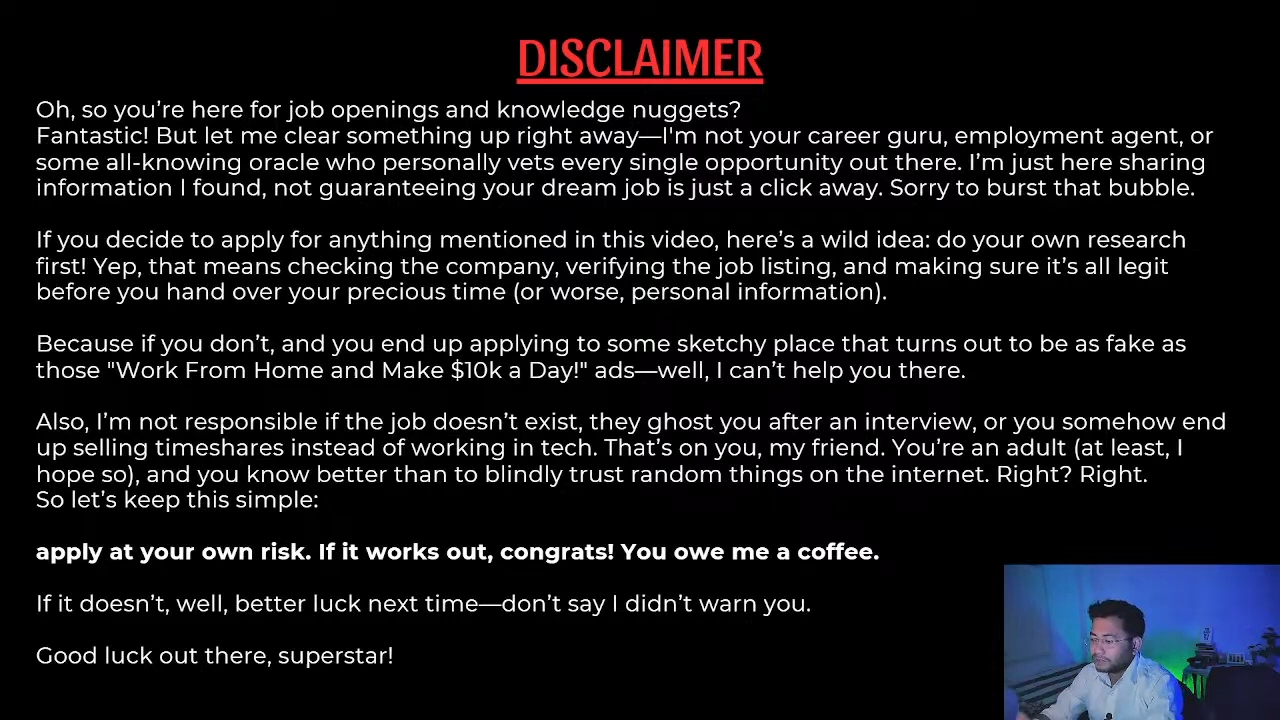 DISCLAIMER
Oh, so you’re here for job openings and knowledge nuggets?
Fantastic! But let me clear something up right away—I'm not your career guru, employment agent, or
some all-knowing oracle who personally vets every single opportunity out there. I’m just here sharing
information I found, not guaranteeing your dream job is just a click away. Sorry to burst that bubble.
If you decide to apply for anything mentioned in this video, here’s a wild idea: do your own research
first! Yep, that means checking the company, verifying the job listing, and making sure it’s all legit
before you hand over your precious time (or worse, personal information).
Because if you don’t, and you end up applying to some sketchy place that turns out to be as fake as
those "Work From Home and Make $10k a Day!" ads—well, I can’t help you there.
Also, I’m not responsible if the job doesn’t exist, they ghost you after an interview, or you somehow end
up selling timeshares instead of working in tech. That’s on you, my friend. You’re an adult (at least, I
hope so), and you know better than to blindly trust random things on the internet. Right? Right.
So let’s keep this simple:
apply at your own risk. If it works out, congrats! You owe me a coffee.
If it doesn’t, well, better luck next time—don’t say I didn’t warn you.
Good luck out there, superstar!